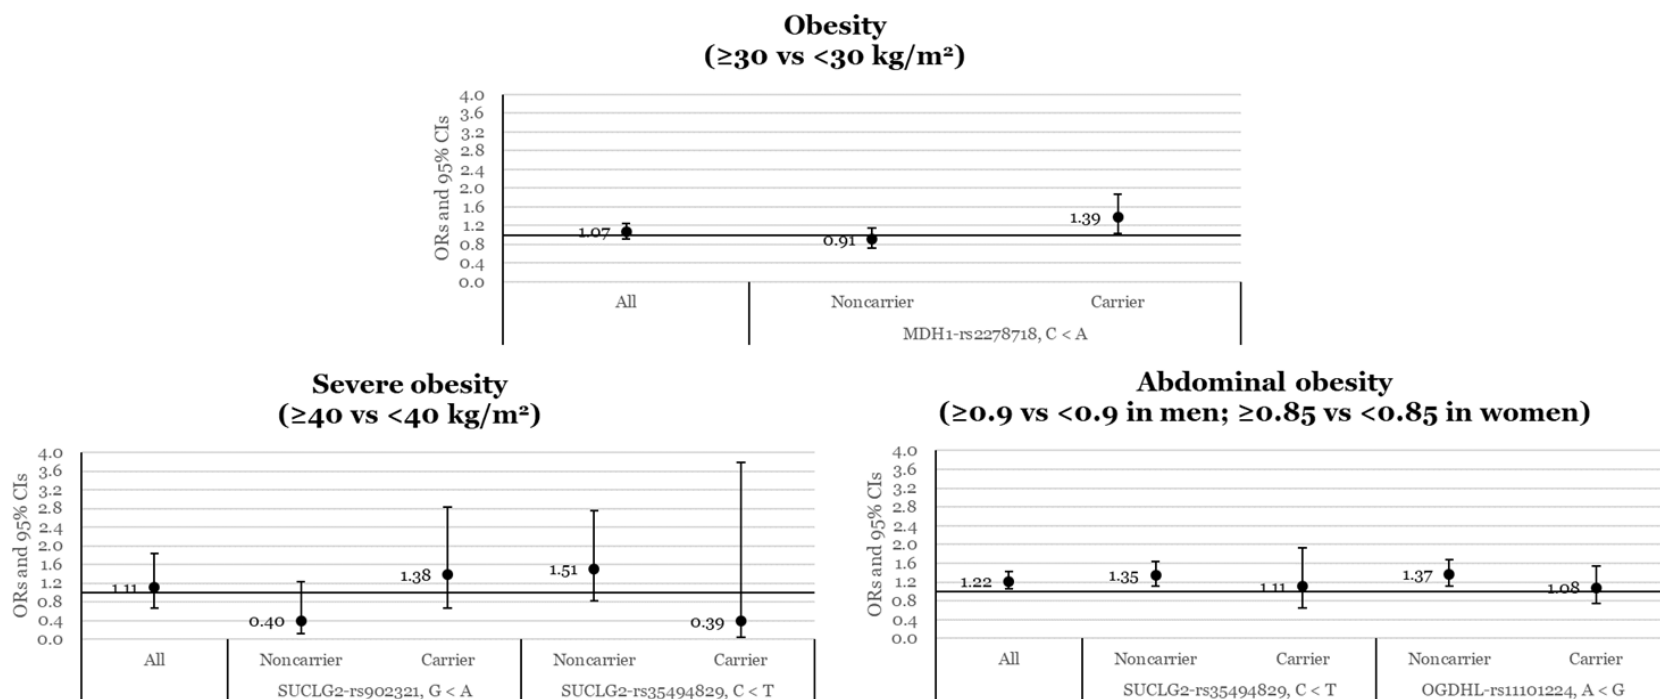 Obesity
(≥30 vs <30 kg/m²)
ORs and 95% CIs
4.0
3.6
3.2
2.8
2.4
2.0
1.6
1.2
0.8
0.4
0.0
1.07
0.91
1.39
All
Noncarrier
Carrier
MDH1-rs2278718, C < A
Severe obesity
(≥40 vs <40 kg/m²)
ORs and 95% CIs
4.0
3.6
3.2
2.8
2.4
2.0
1.6
1.2
0.8
0.4
0.0
1.11
0.40
1.38
1.51
0.39
All
Noncarrier
Carrier
Noncarrier
Carrier
SUCLG2-rs902321, G < A
SUCLG2-rs35494829, C < T
Abdominal obesity
(≥0.9 vs <0.9 in men; ≥0.85 vs <0.85 in women)
ORs and 95% CIs
4.0
3.6
3.2
2.8
2.4
2.0
1.6
1.2
0.8
0.4
0.0
1.22
1.35
1.11
1.37
1.08
All
Noncarrier
Carrier
Noncarrier
Carrier
SUCLG2-rs35494829, C < T
OGDHL-rs11101224, A < G